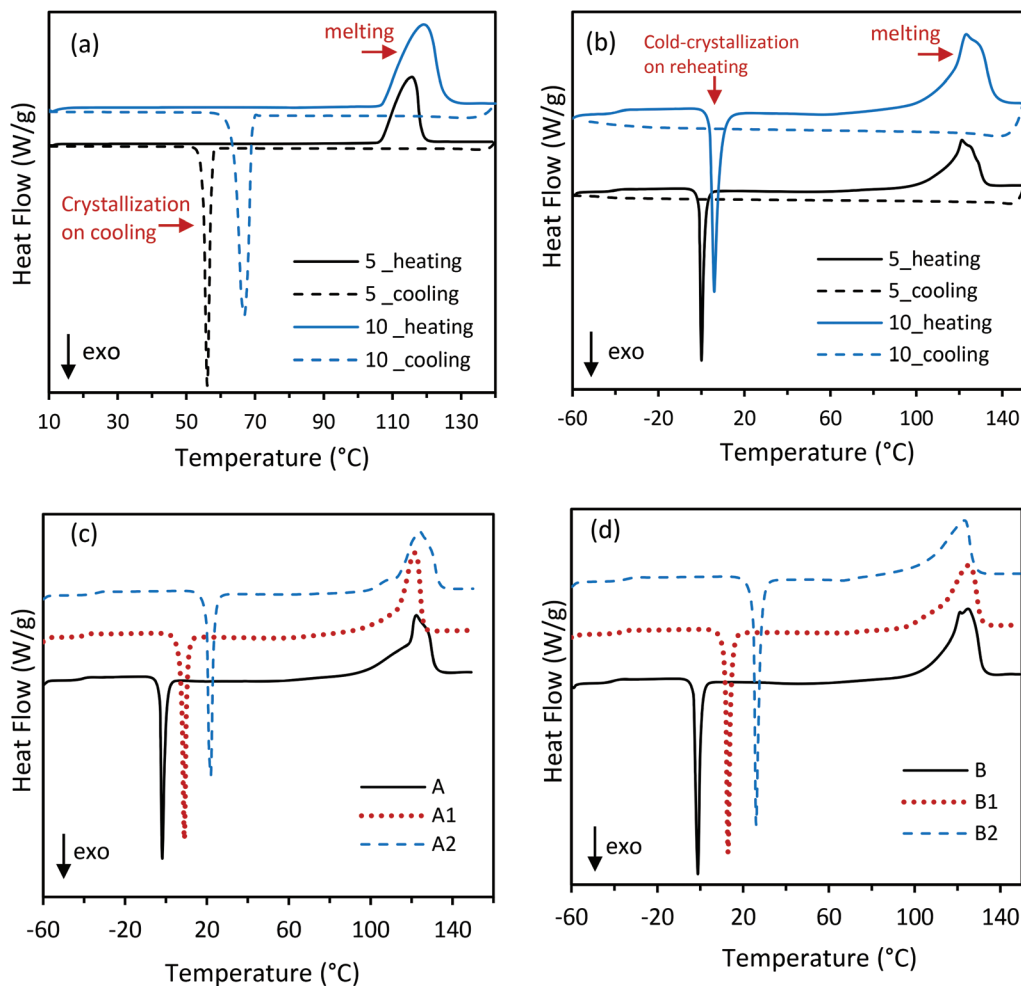 (a)
melting
Crystallization
on cooling
5 _heating
5 _cooling
10 _heating
10 _cooling
exo
Heat Flow (W/g)
10 30 50 70 90 110 130
Temperature (°C)
(b)
Cold-crystallization
on reheating
melting
5_heating
5_cooling
10_heating
10_cooling
exo
Heat Flow (W/g)
-60 -20 20 60 100 140
Temperature (°C)
(c)
A
A1
A2
exo
Heat Flow (W/g)
-60 -20 20 60 100 140
Temperature (°C)
(d)
B
B1
B2
exo
Heat Flow (W/g)
-60 -20 20 60 100 140
Temperature (°C)